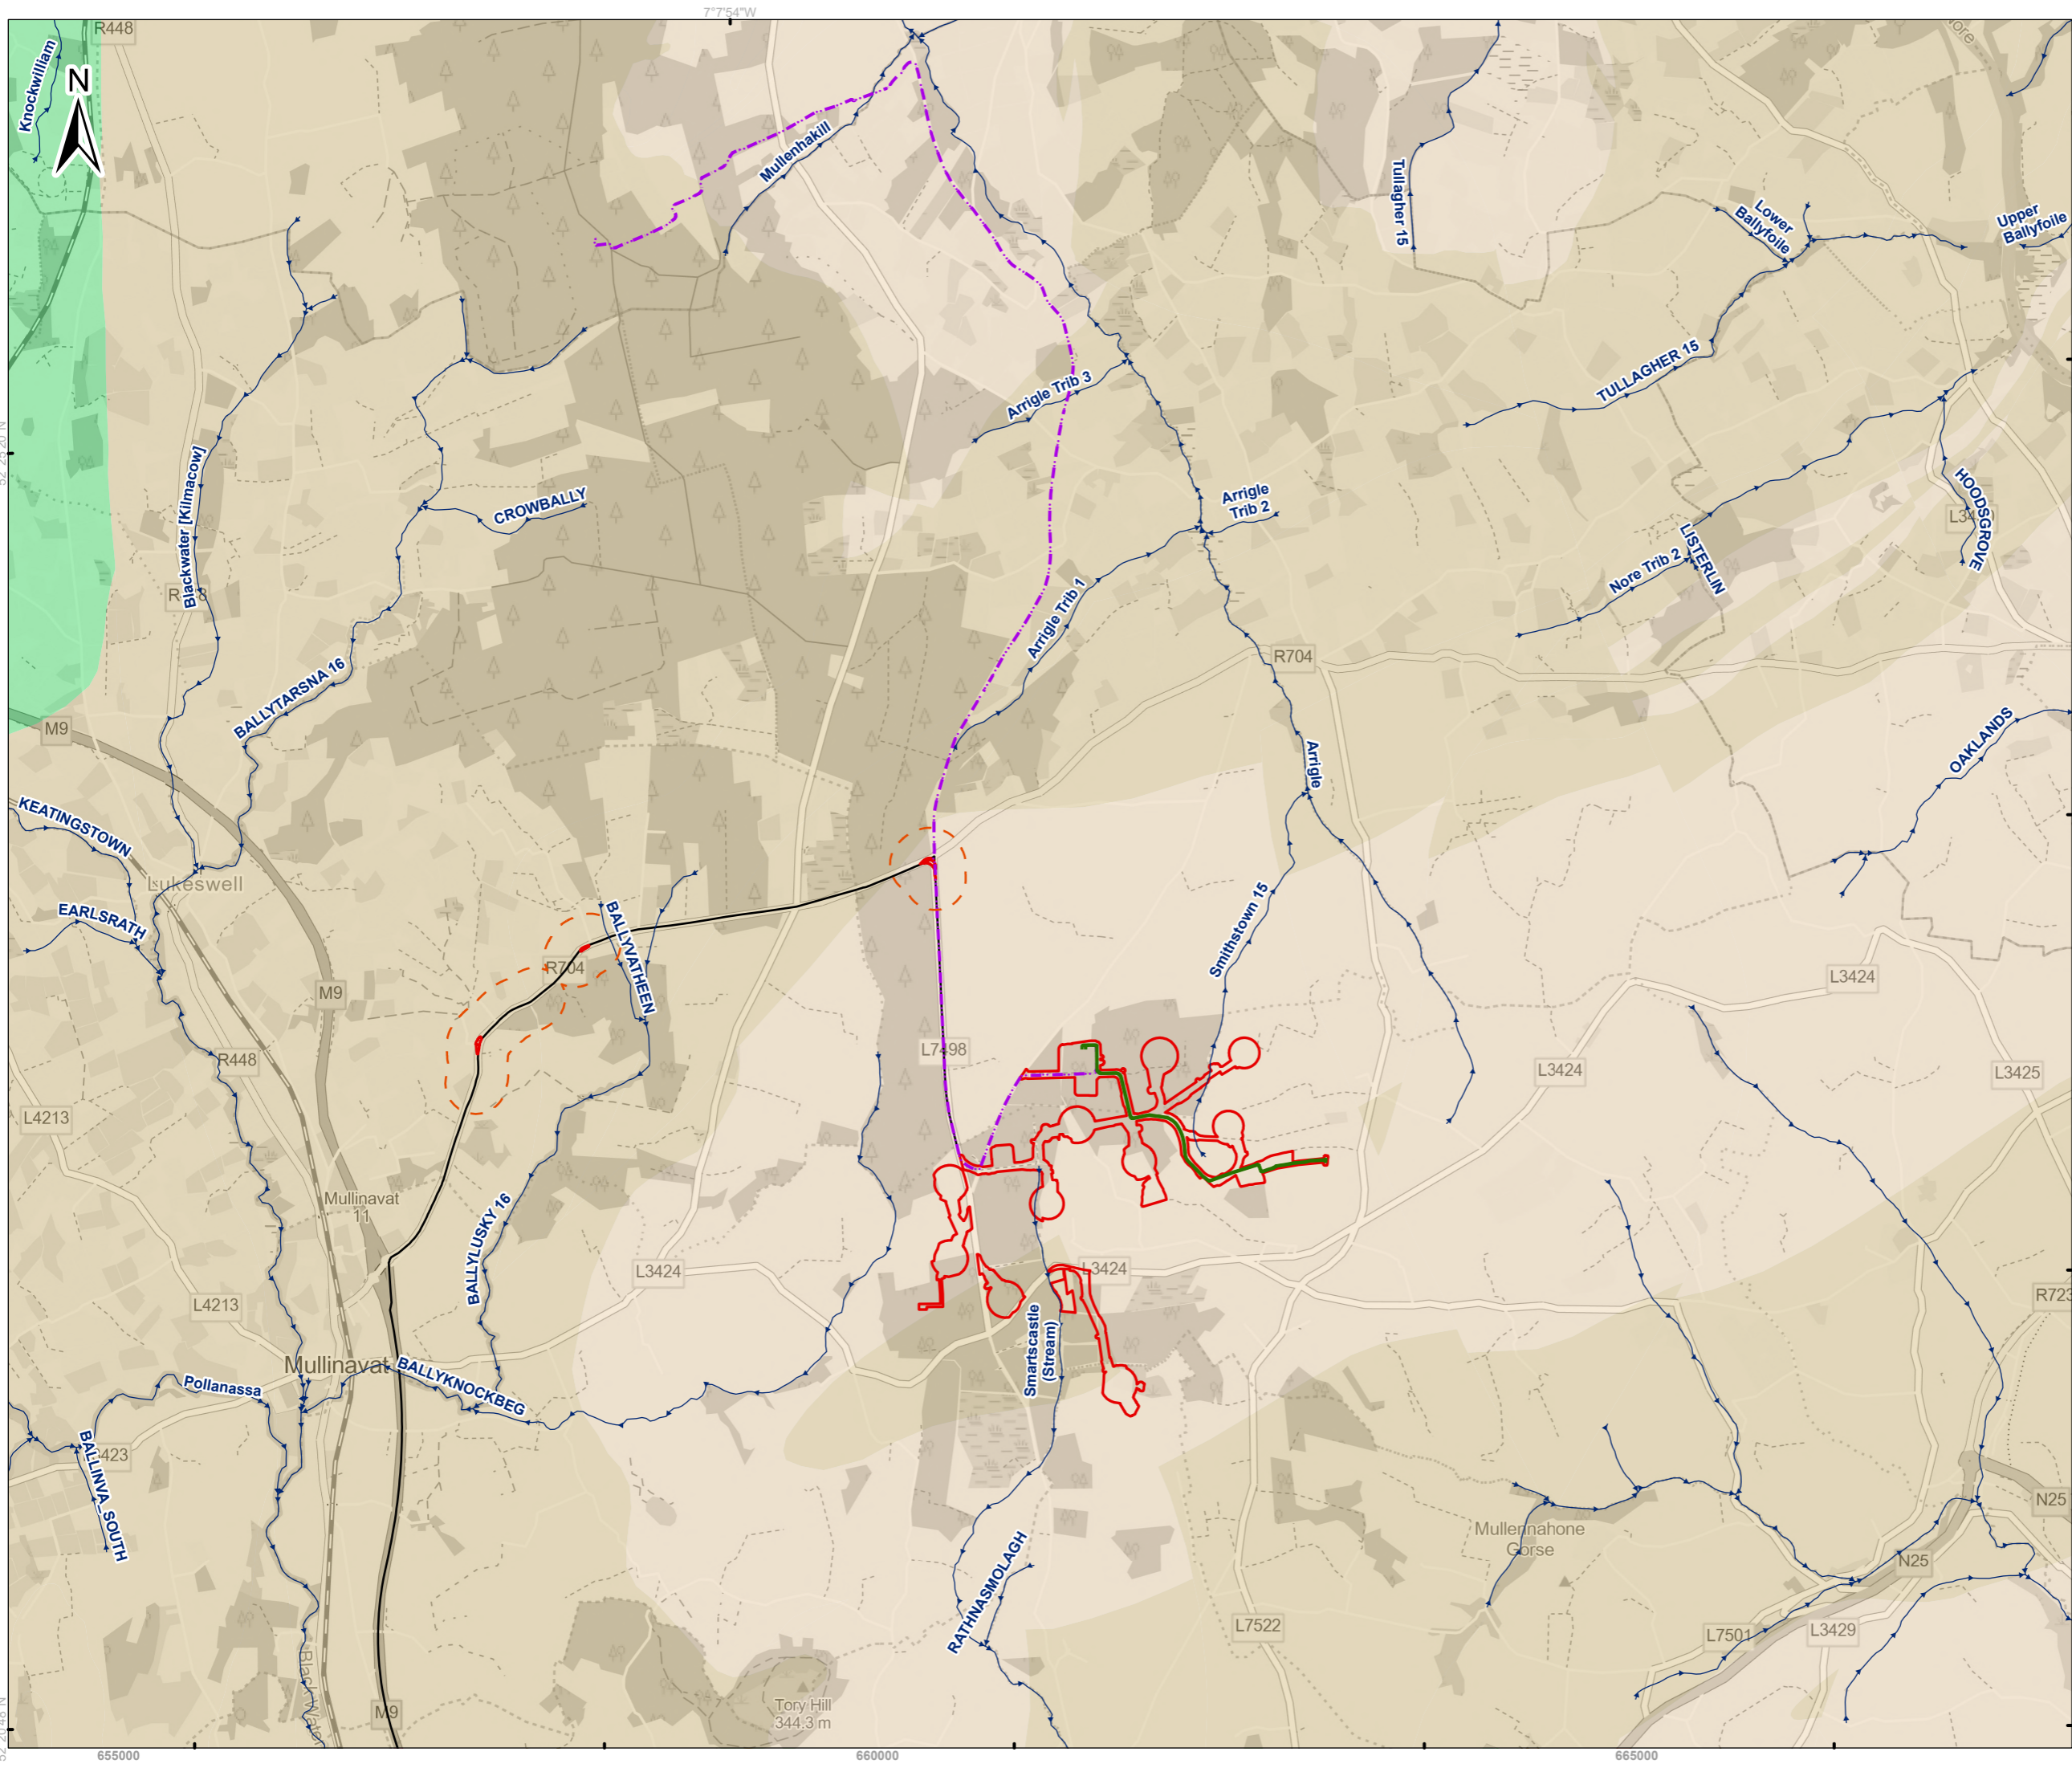 7°7'54"W
R448
Knockwilliam
N
Mullenhakill
Tullagher 15
Lower
Ballyfoile
Upper
Ballyfoile
Arrigle Trib 3
TULLAGHER 15
Blackwater [Kilmacow]
CROWBALLY
Arrigle
Trib 2
HOODSGROVE
LISTERLIN
Nore Trib 2
Arrigle Trib 1
R704
BALLYTARSNA 16
M9
Arrigle
OAKLANDS
KEATINGSTOWN
Lukeswell
EARLSRATH
BALLYVATHEEN
Smithstown 15
R704
L3424
M9
R448
L7498
L3424
L3425
L4213
Mullinavat
11
BALLYLUSKY 16
L3424
L3424
L4213
R723
Smartscastle
(Stream)
Mullinavat
BALLYKNOCKBEG
Pollanassa
BALLINVA_SOUTH
N25
Mullennahone
Gorse
N25
RATHNASMOLAGH
L7522
L7501
L3429
Black Water
Tory Hill
344.3 m
M9
655000
660000
665000